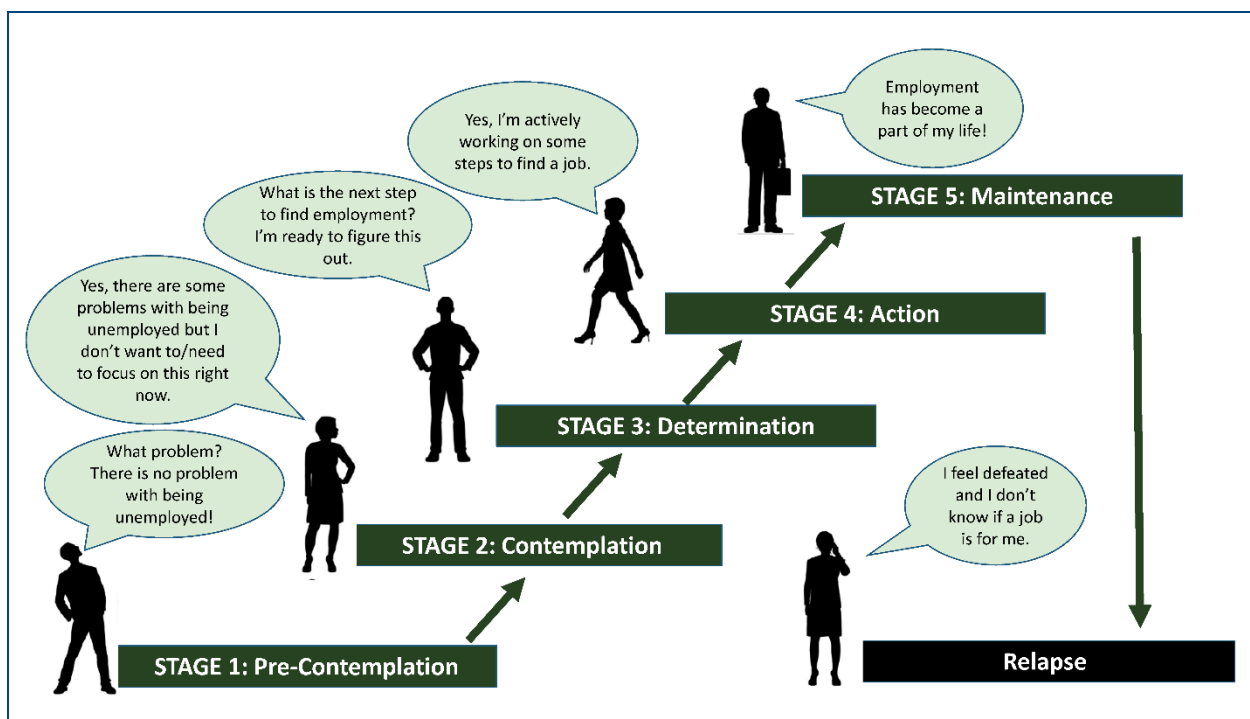 What problem?
There is no problem
with being
unemployed!
STAGE 1: Pre-Contemplation
Yes, there are some
problems with being
unemployed but I
don’t want to/need
to focus on this right
now.
STAGE 2: Contemplation
What is the next step
to find employment?
I’m ready to figure this
out.
STAGE 3: Determination
Yes, I’m actively
working on some
steps to find a job.
STAGE 4: Action
Employment
has become a
part of my life!
STAGE 5: Maintenance
I feel defeated
and I don’t
know if a job
is for me.
Relapse